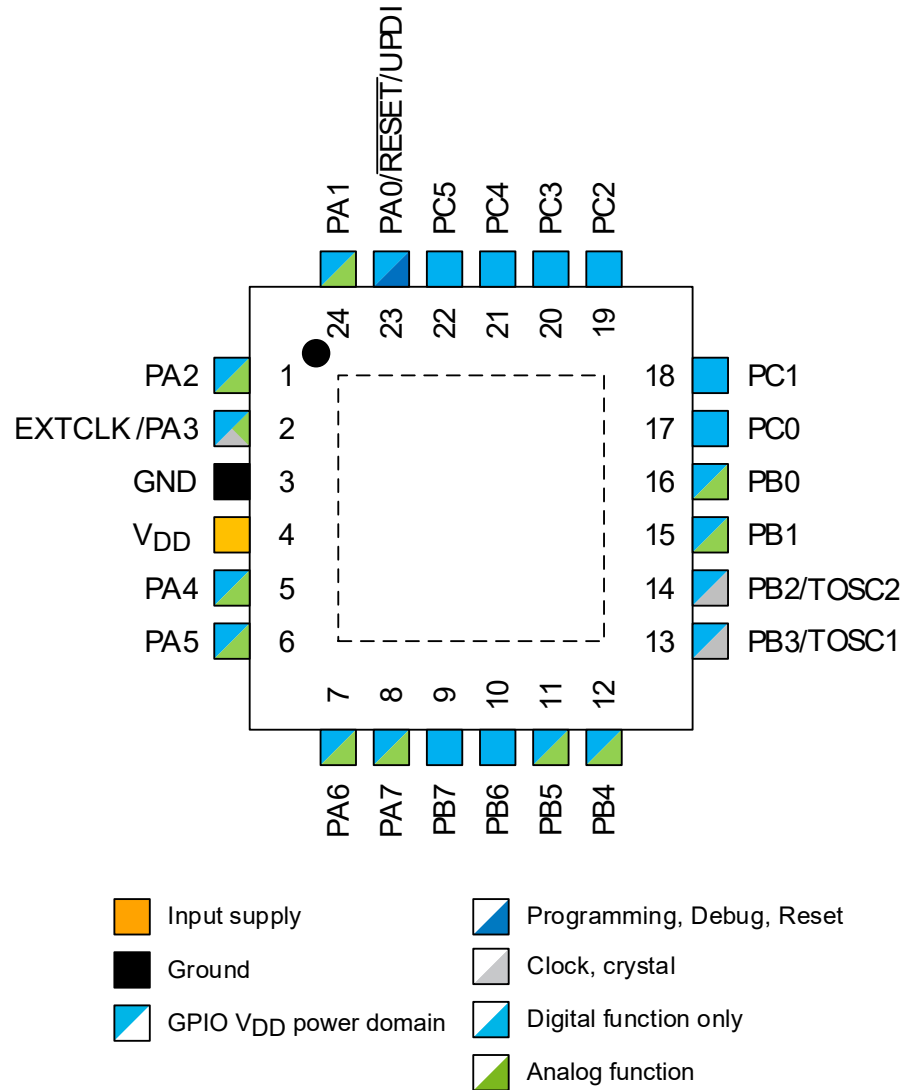 PA1
PA0/RESET/UPDI
PC5
PC4
PC3
PC2
24
23
22
21
20
19
PA2 1
EXTCLK/PA3 2
GND 3
VDD 4
PA4 5
PA5 6
18 PC1
17 PC0
16 PB0
15 PB1
14 PB2/TOSC2
13 PB3/TOSC1
7
8
9
10
11
12
PA6
PA7
PB7
PB6
PB5
PB4
Input supply
Ground
GPIO VDD power domain
Programming, Debug, Reset
Clock, crystal
Digital function only
Analog function